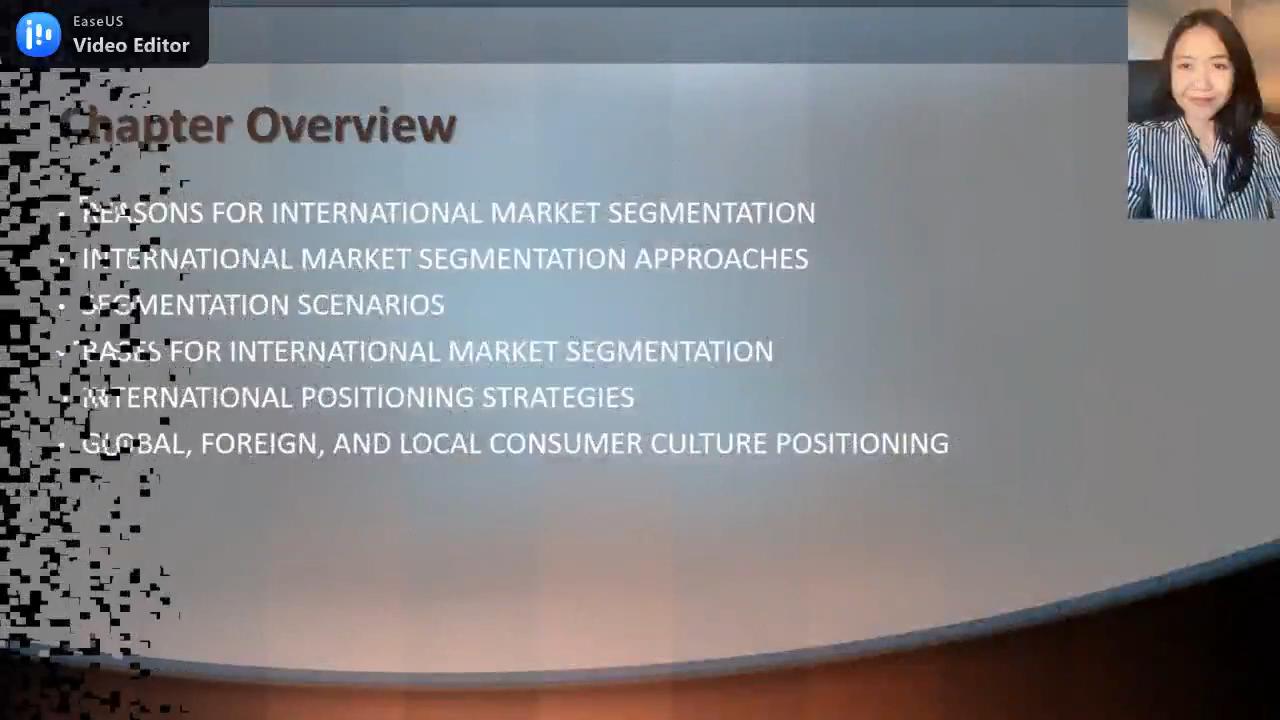 EaseUS
Video Editor
Chapter Overview
• REASONS FOR INTERNATIONAL MARKET SEGMENTATION
• INTERNATIONAL MARKET SEGMENTATION APPROACHES
• SEGMENTATION SCENARIOS
• BASES FOR INTERNATIONAL MARKET SEGMENTATION
• INTERNATIONAL POSITIONING STRATEGIES
• GLOBAL, FOREIGN, AND LOCAL CONSUMER CULTURE POSITIONING